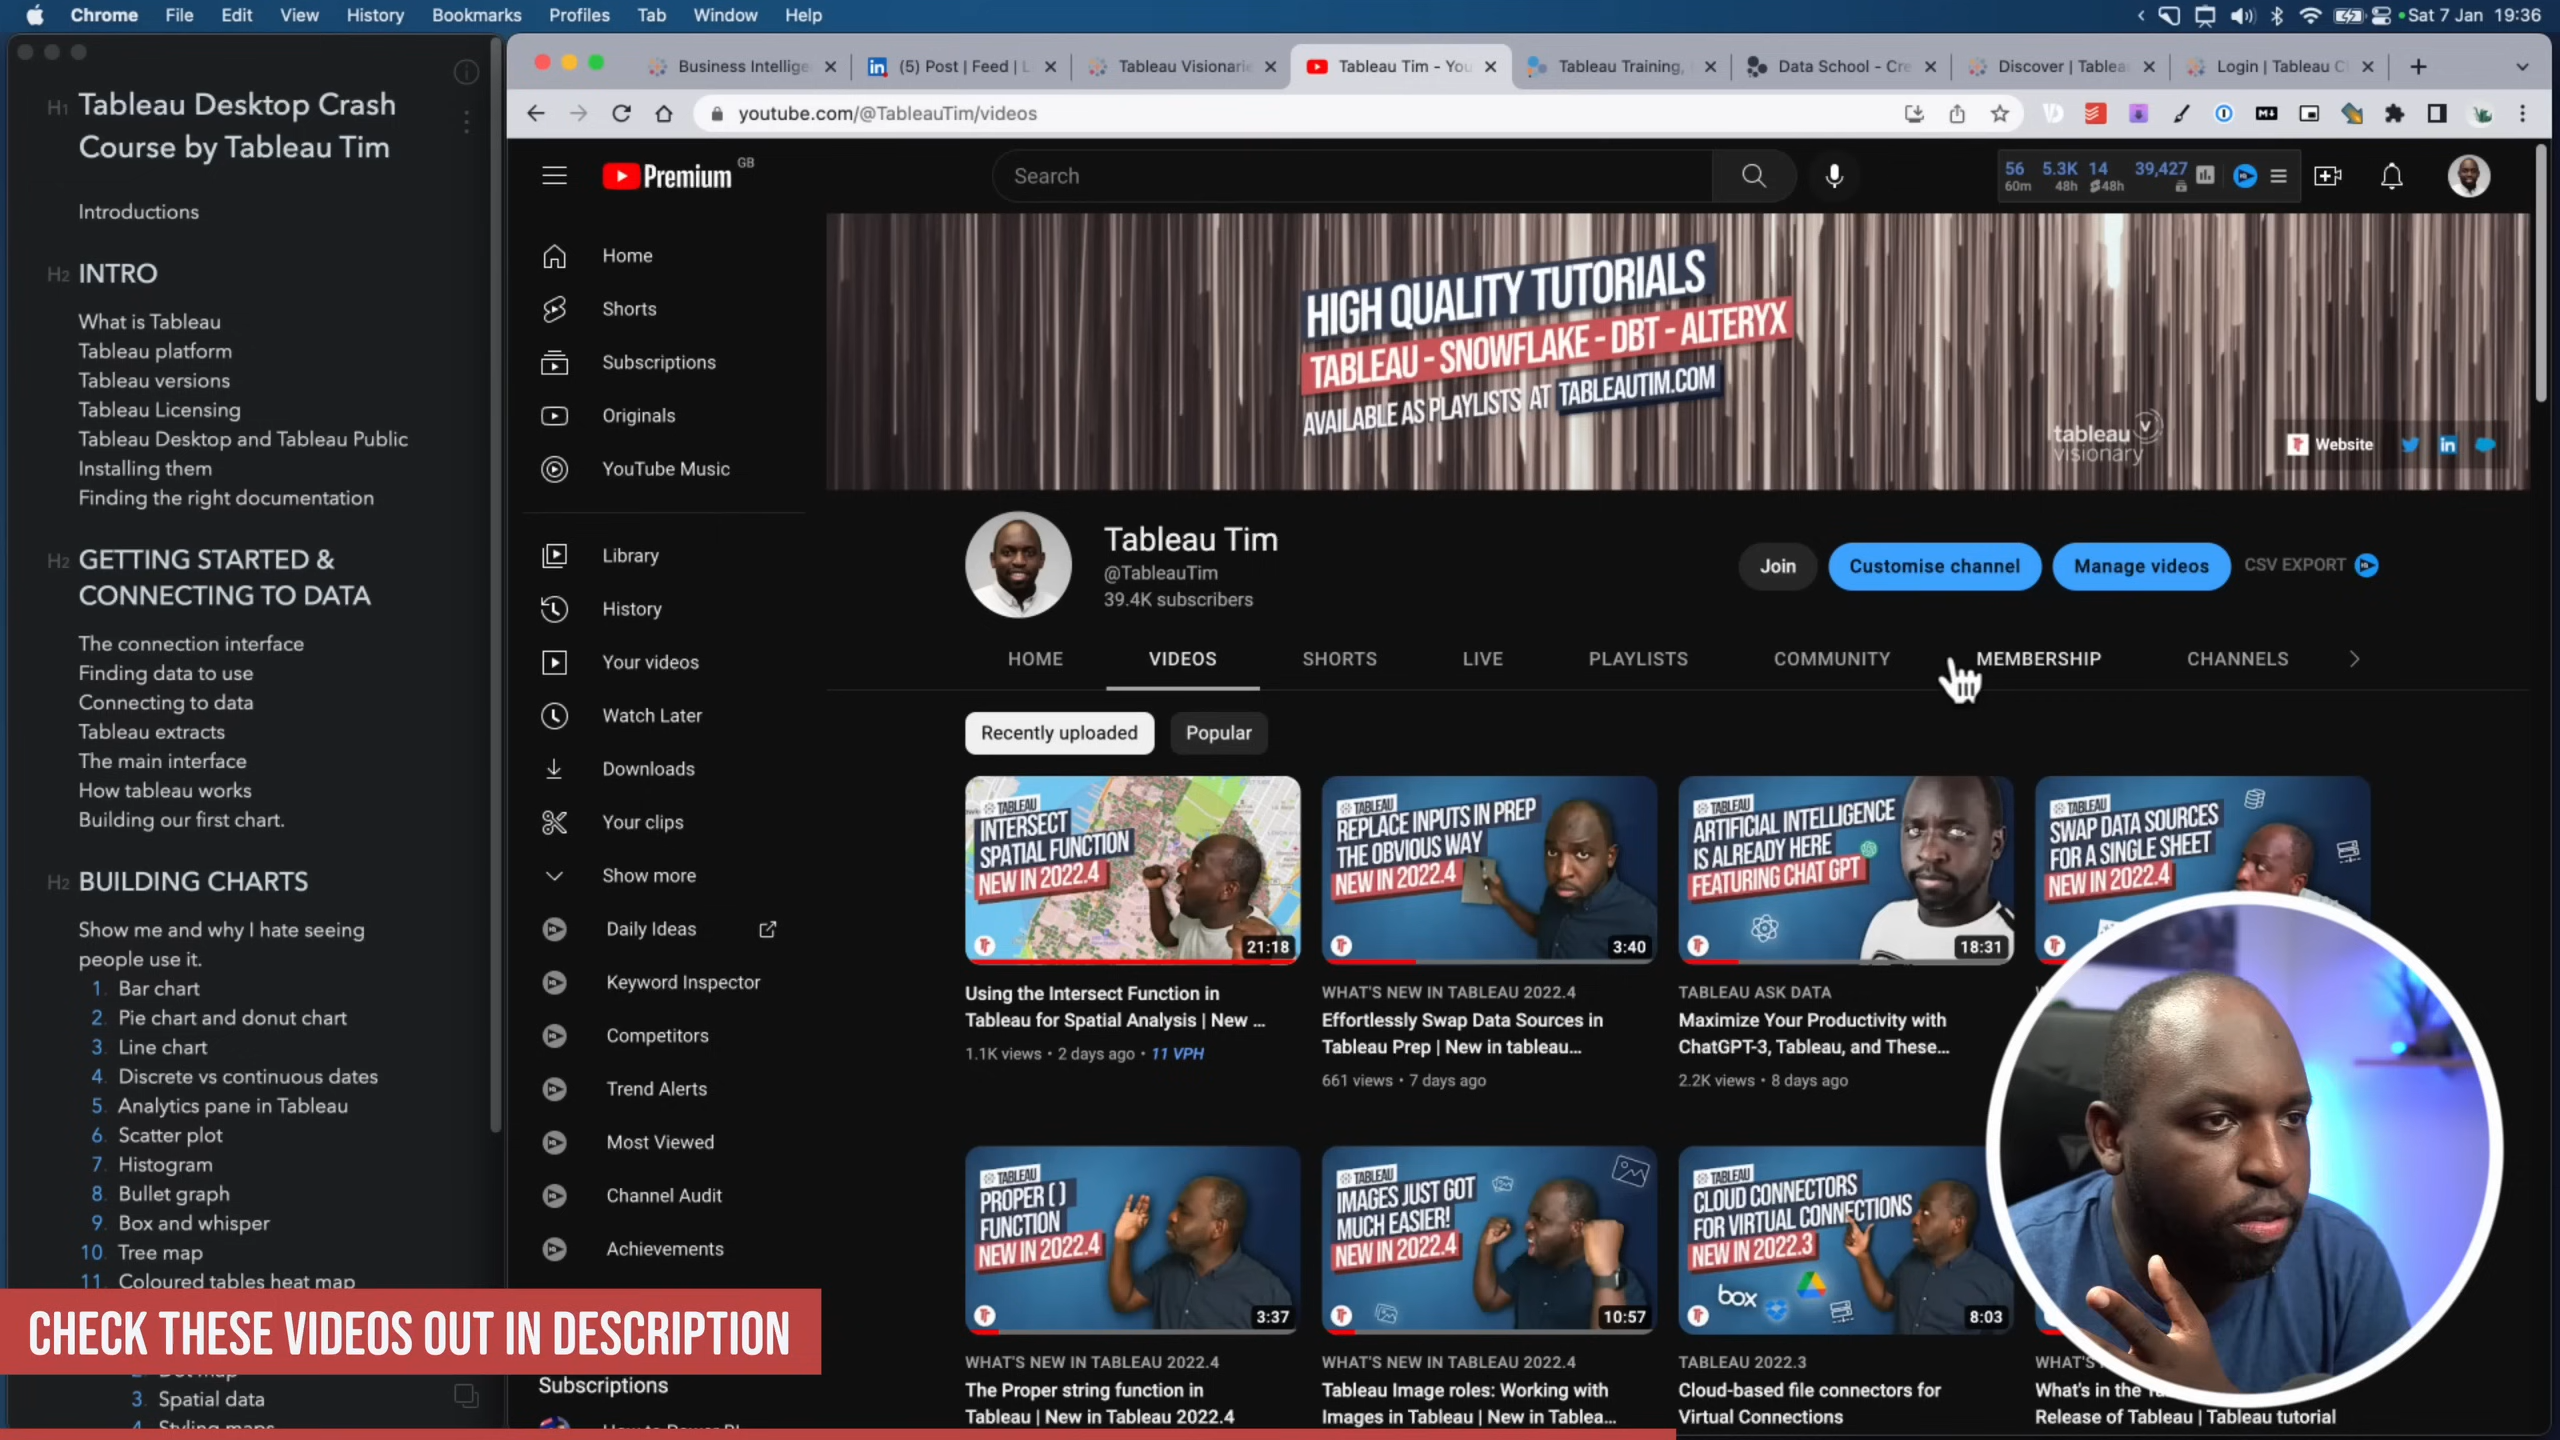 Chrome File Edit View History Bookmarks Profiles Tab Window Help
Sat 7 Jan 19:36
H1 Tableau Desktop Crash
Course by Tableau Tim
Introductions
H2 INTRO
What is Tableau
Tableau platform
Tableau versions
Tableau Licensing
Tableau Desktop and Tableau Public
Installing them
Finding the right documentation
H2 GETTING STARTED &
CONNECTING TO DATA
The connection interface
Finding data to use
Connecting to data
Tableau extracts
The main interface
How tableau works
Building our first chart.
H2 BUILDING CHARTS
Show me and why I hate seeing
people use it.
1. Bar chart
2. Pie chart and donut chart
3. Line chart
4. Discrete vs continuous dates
5. Analytics pane in Tableau
6. Scatter plot
7. Histogram
8. Bullet graph
9. Box and whisper
10. Tree map
11. Coloured tables heat map
3. Spatial data
4. Styling maps
CHECK THESE VIDEOS OUT IN DESCRIPTION
Business Intellige
(5) Post | Feed | L
Tableau Visionarie
Tableau Tim - You
Tableau Training,
Data School - Cre
Discover | Tablea
Login | Tableau C
youtube.com/@TableauTim/videos
Premium GB
Search
56 5.3K 14 39,427
60m 48h 48h
Home
Shorts
Subscriptions
Originals
YouTube Music
Library
History
Your videos
Watch Later
Downloads
Your clips
Show more
Daily Ideas
Keyword Inspector
Competitors
Trend Alerts
Most Viewed
Channel Audit
Achievements
Subscriptions
HIGH QUALITY TUTORIALS
TABLEAU - SNOWFLAKE - DBT - ALTERYX
AVAILABLE AS PLAYLISTS AT TABLEAUTIM.COM
tableau
visionary
Website
Tableau Tim
@TableauTim
39.4K subscribers
Join
Customise channel
Manage videos
CSV EXPORT
HOME VIDEOS SHORTS LIVE PLAYLISTS COMMUNITY MEMBERSHIP CHANNELS
Recently uploaded
Popular
TABLEAU
INTERSECT
SPATIAL FUNCTION
NEW IN 2022.4
21:18
Using the Intersect Function in
Tableau for Spatial Analysis | New ...
1.1K views • 2 days ago • 11 VPH
TABLEAU
REPLACE INPUTS IN PREP
THE OBVIOUS WAY
NEW IN 2022.4
3:40
WHAT'S NEW IN TABLEAU 2022.4
Effortlessly Swap Data Sources in
Tableau Prep | New in tableau...
661 views • 7 days ago
TABLEAU
ARTIFICIAL INTELLIGENCE
IS ALREADY HERE
FEATURING CHAT GPT
18:31
TABLEAU ASK DATA
Maximize Your Productivity with
ChatGPT-3, Tableau, and These...
2.2K views • 8 days ago
TABLEAU
SWAP DATA SOURCES
FOR A SINGLE SHEET
NEW IN 2022.4
TABLEAU
PROPER ( )
FUNCTION
NEW IN 2022.4
3:37
WHAT'S NEW IN TABLEAU 2022.4
The Proper string function in
Tableau | New in Tableau 2022.4
TABLEAU
IMAGES JUST GOT
MUCH EASIER!
NEW IN 2022.4
10:57
WHAT'S NEW IN TABLEAU 2022.4
Tableau Image roles: Working with
Images in Tableau | New in Tablea...
TABLEAU
CLOUD CONNECTORS
FOR VIRTUAL CONNECTIONS
NEW IN 2022.3
box
8:03
TABLEAU 2022.3
Cloud-based file connectors for
Virtual Connections
WHAT'S
What's in the
Release of Tableau | Tableau tutorial